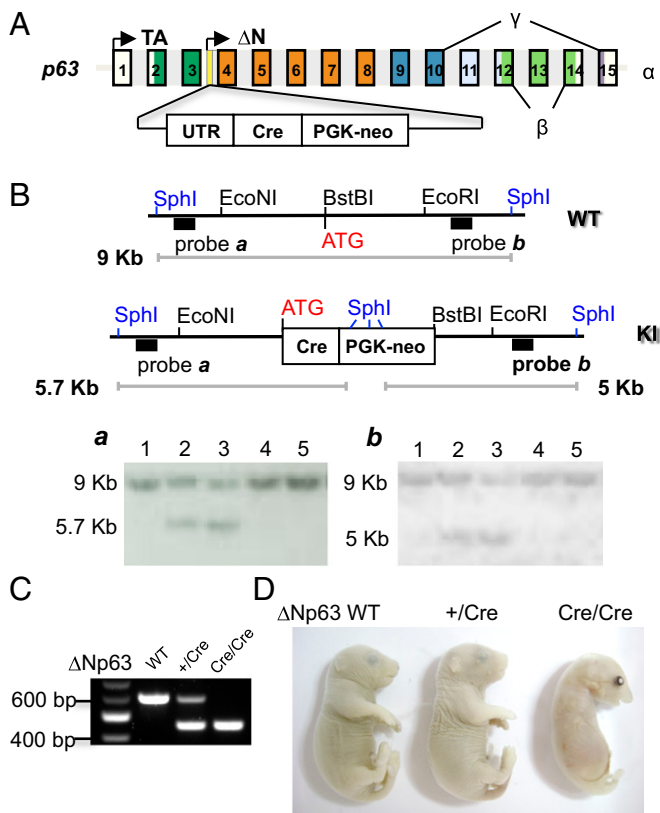 A
TA ΔN γ
p63 1 2 3 4 5 6 7 8 9 10 11 12 13 14 15 α
β
UTR Cre PGK-neo
B
SphI EcoNI BstBI EcoRI SphI
WT
probe a ATG probe b
9 Kb
SphI EcoNI ATG SphI BstBI EcoRI SphI
Cre PGK-neo
KI
probe a probe b
5.7 Kb 5 Kb
a 1 2 3 4 5
9 Kb
5.7 Kb
b 1 2 3 4 5
9 Kb
5 Kb
C
ΔNp63 WT +/Cre Cre/Cre
600 bp
400 bp
D
ΔNp63 WT +/Cre Cre/Cre